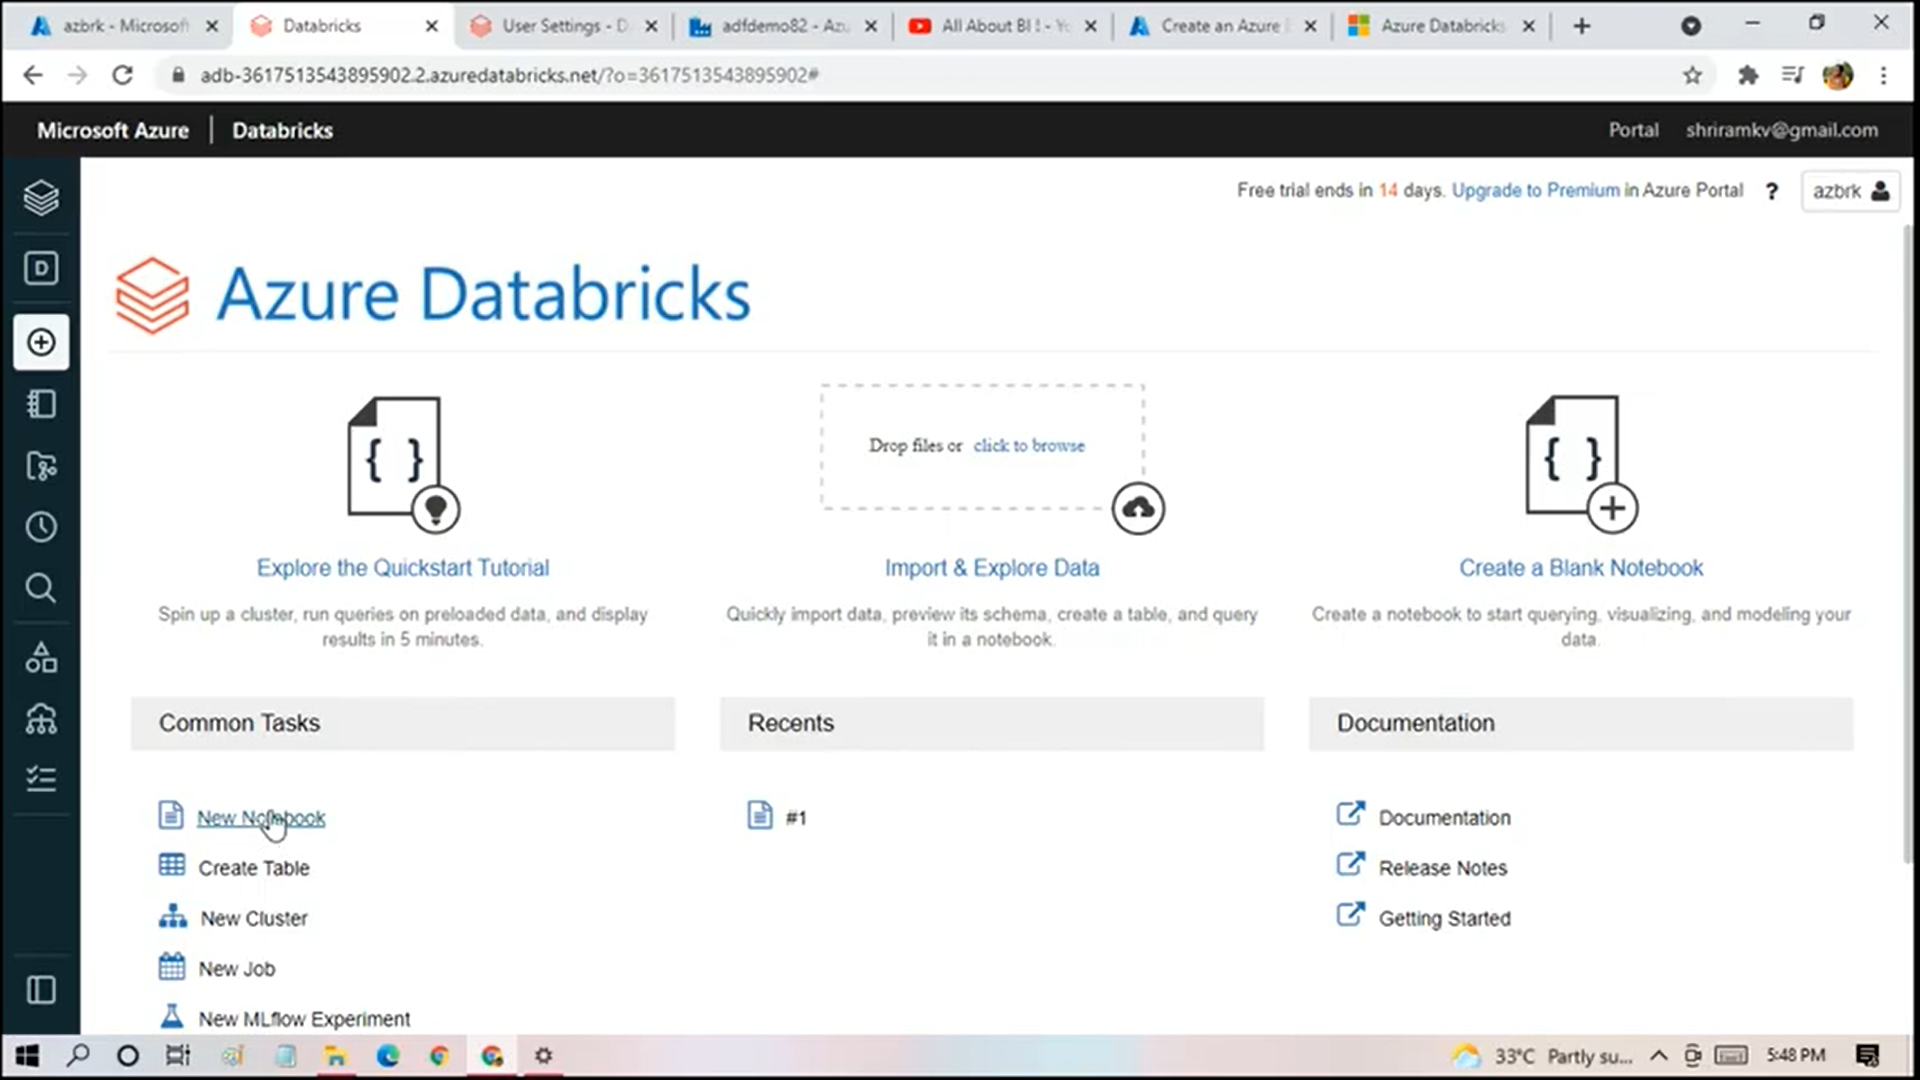 azbrk - Microsoft
Databricks
User Settings - D
adfdemo82 - Azu
All About BI ! - Yo
Create an Azure
Azure Databricks
adb-3617513543895902.2.azuredatabricks.net/?o=3617513543895902#
Microsoft Azure
Databricks
Portal
shriramkv@gmail.com
Free trial ends in 14 days. Upgrade to Premium in Azure Portal
?
azbrk
D
Azure Databricks
{ }
Drop files or click to browse
{ }
Explore the Quickstart Tutorial
Spin up a cluster, run queries on preloaded data, and display
results in 5 minutes.
Import & Explore Data
Quickly import data, preview its schema, create a table, and query
it in a notebook.
Create a Blank Notebook
Create a notebook to start querying, visualizing, and modeling your
data.
Common Tasks
New Notebook
Create Table
New Cluster
New Job
New MLflow Experiment
Recents
#1
Documentation
Documentation
Release Notes
Getting Started
33°C Partly su...
5:48 PM